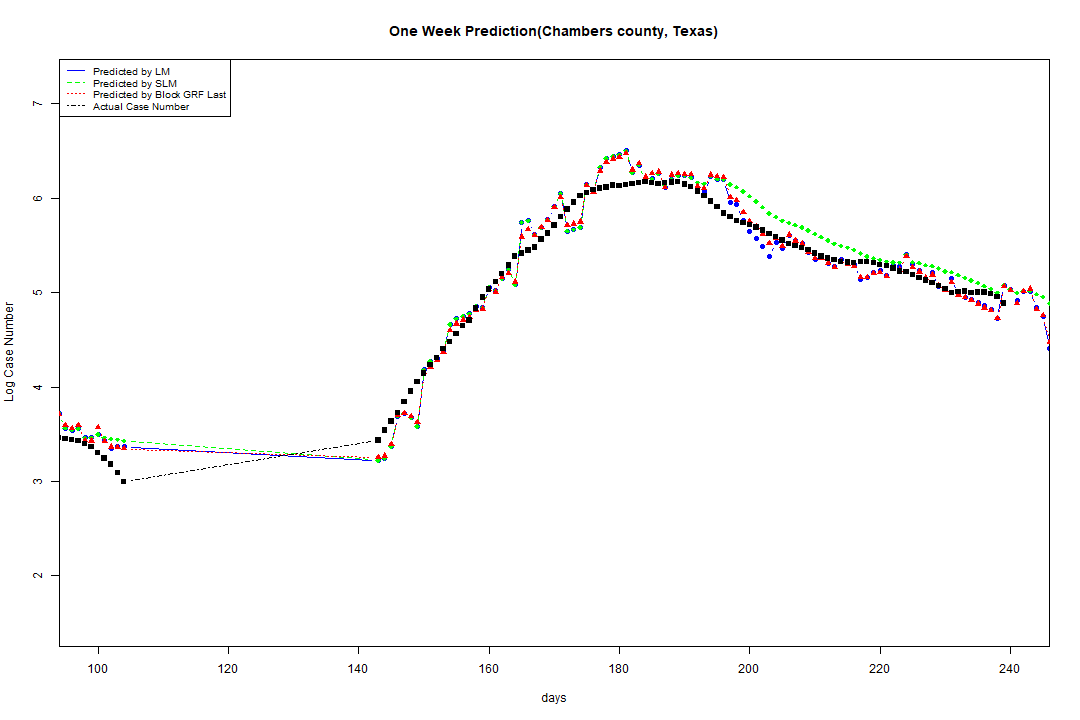 One Week Prediction(Chambers county, Texas)
Predicted by LM
Predicted by SLM
Predicted by Block GRF Last
Actual Case Number
7
6
5
4
3
2
Log Case Number
100 120 140 160 180 200 220 240
days